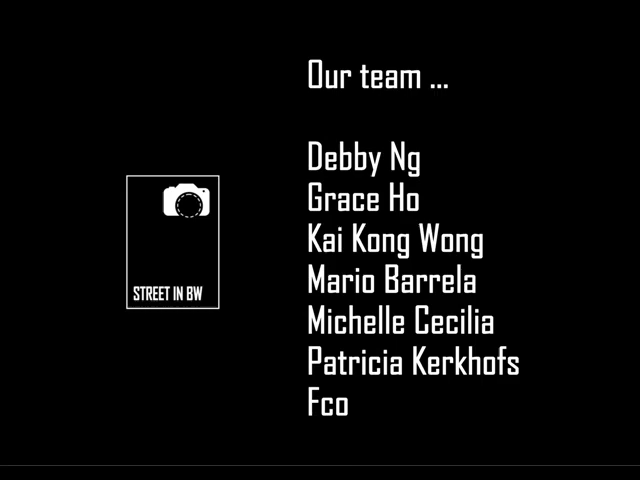 Our team ...
Debby Ng
Grace Ho
Kai Kong Wong
Mario Barrela
Michelle Cecilia
Patricia Kerkhofs
Fco
STREET IN BW